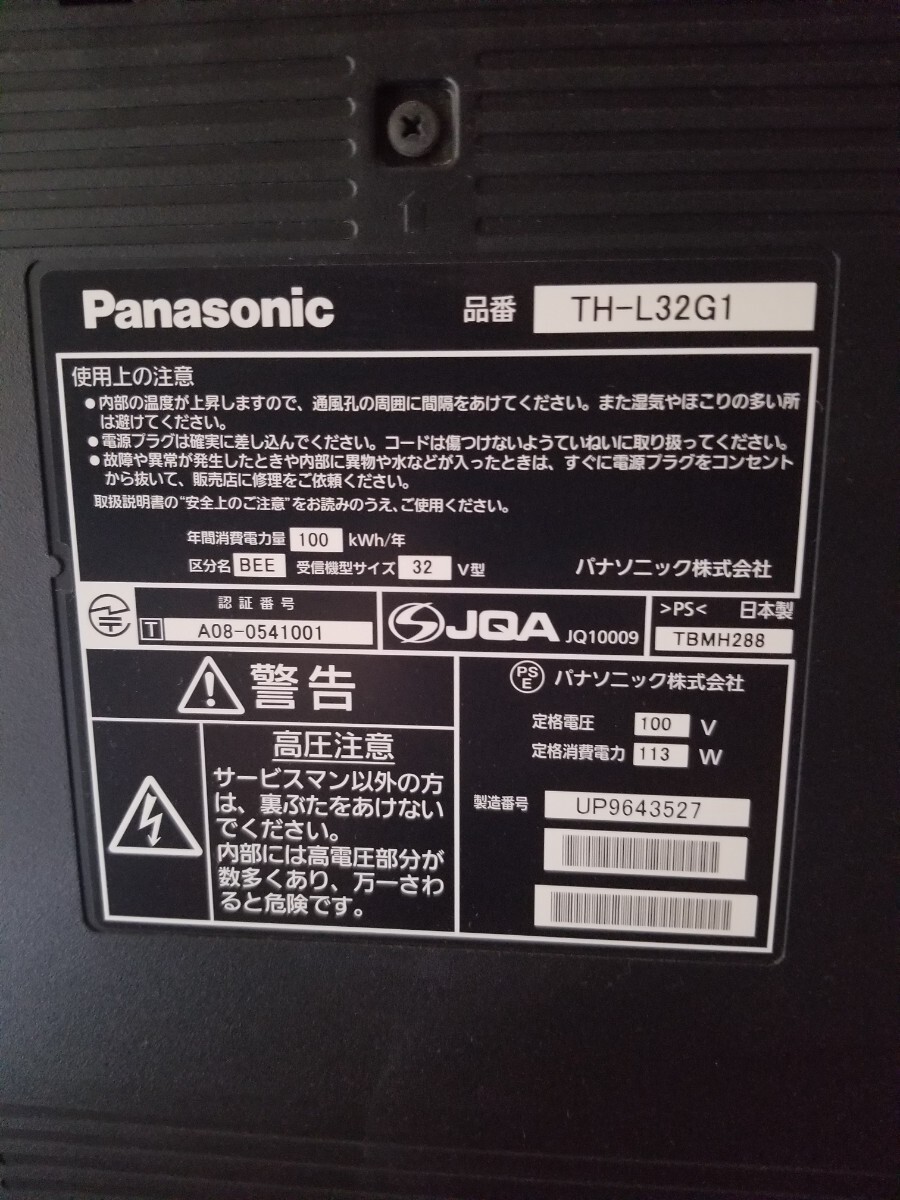 Panasonic 品番 TH-L32G1
使用上の注意
●内部の温度が上昇しますので、通風孔の周囲に間隔をあけてください。また湿気やほこりの多い所
は避けてください。
●電源プラグは確実に差し込んでください。コードは傷つけないようていねいに取り扱ってください。
●故障や異常が発生したときや内部に異物や水などが入ったときは、すぐに電源プラグをコンセント
から抜いて、販売店に修理をご依頼ください。
取扱説明書の"安全上のご注意"をお読みのうえ、ご使用ください。
年間消費電力量 100 kWh/年
区分名 BEE 受信機型サイズ 32 V型 パナソニック株式会社
認証番号
T A08-0541001
JQA JQ10009
>PS< 日本製
TBMH288
警告
高圧注意
サービスマン以外の方
は、裏ぶたをあけない
でください。
内部には高電圧部分が
数多くあり、万一さわ
ると危険です。
PSE パナソニック株式会社
定格電圧 100 V
定格消費電力 113 W
製造番号 UP9643527